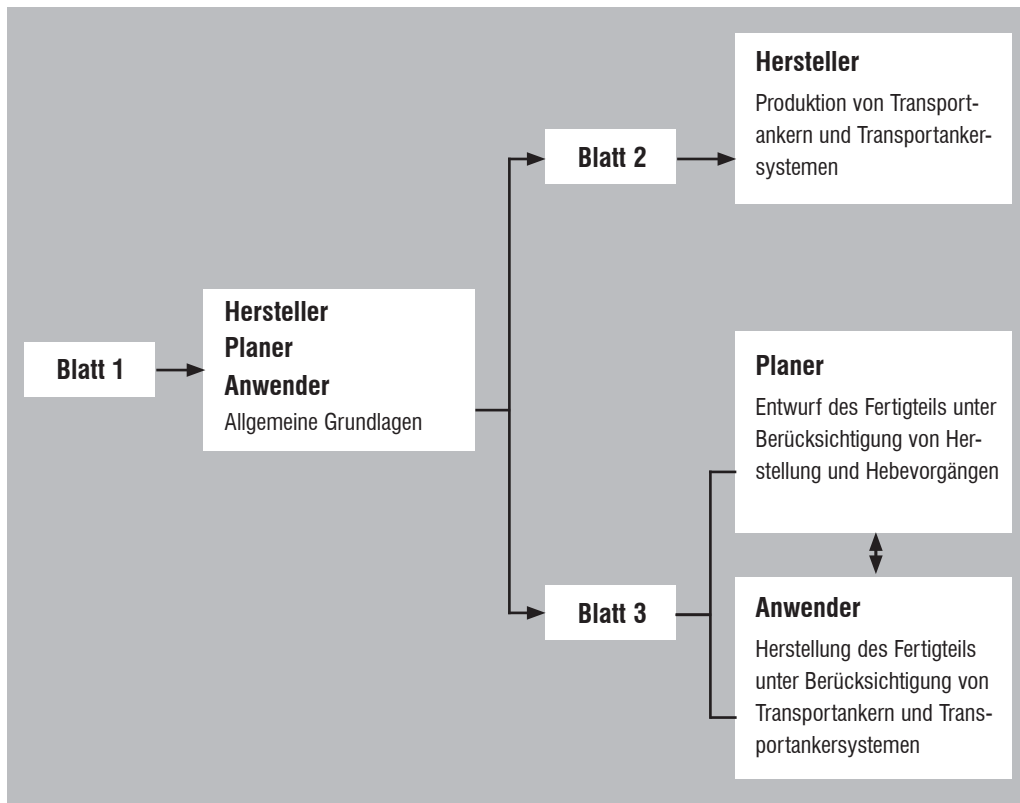 Blatt 1
Hersteller
Planer
Anwender
Allgemeine Grundlagen
Blatt 2
Hersteller
Produktion von Transport-
ankern und Transportanker-
systemen
Blatt 3
Planer
Entwurf des Fertigteils unter
Berücksichtigung von Her-
stellung und Hebevorgängen
Anwender
Herstellung des Fertigteils
unter Berücksichtigung von
Transportankern und Trans-
portankersystemen